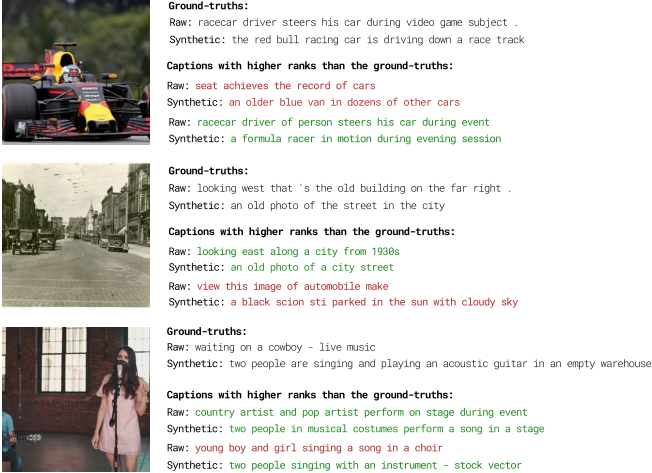 Ground-truths:
Raw: racecar driver steers his car during video game subject .
Synthetic: the red bull racing car is driving down a race track
Captions with higher ranks than the ground-truths:
Raw: seat achieves the record of cars
Synthetic: an older blue van in dozens of other cars
Raw: racecar driver of person steers his car during event
Synthetic: a formula racer in motion during evening session
Ground-truths:
Raw: looking west that 's the old building on the far right .
Synthetic: an old photo of the street in the city
Captions with higher ranks than the ground-truths:
Raw: looking east along a city from 1930s
Synthetic: an old photo of a city street
Raw: view this image of automobile make
Synthetic: a black scion sti parked in the sun with cloudy sky
Ground-truths:
Raw: waiting on a cowboy - live music
Synthetic: two people are singing and playing an acoustic guitar in an empty warehouse
Captions with higher ranks than the ground-truths:
Raw: country artist and pop artist perform on stage during event
Synthetic: two people in musical costumes perform a song in a stage
Raw: young boy and girl singing a song in a choir
Synthetic: two people singing with an instrument - stock vector